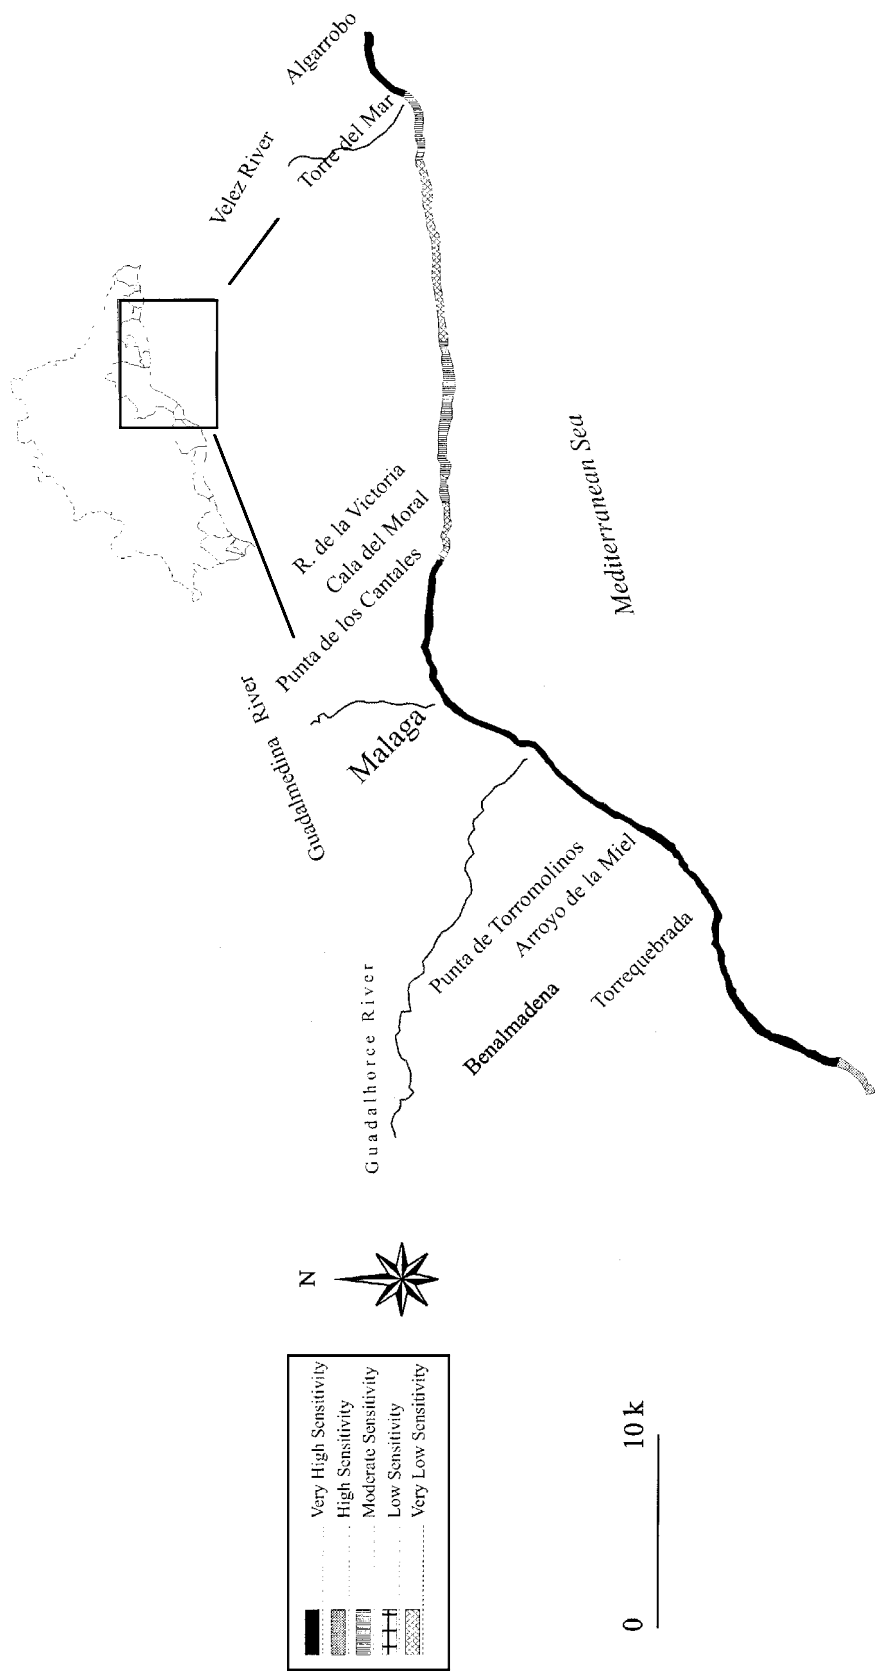 Algarrobo
Velez River
Torre del Mar
R. de la Victoria
Cala del Moral
Punta de los Cantales
Mediterranean Sea
Guadalmedina River
Malaga
Punta de Torromolinos
Arroyo de la Miel
Torrequebrada
Benalmadena
Guadalhorce River
N
Very High Sensitivity
High Sensitivity
Moderate Sensitivity
Low Sensitivity
Very Low Sensitivity
0 10 k